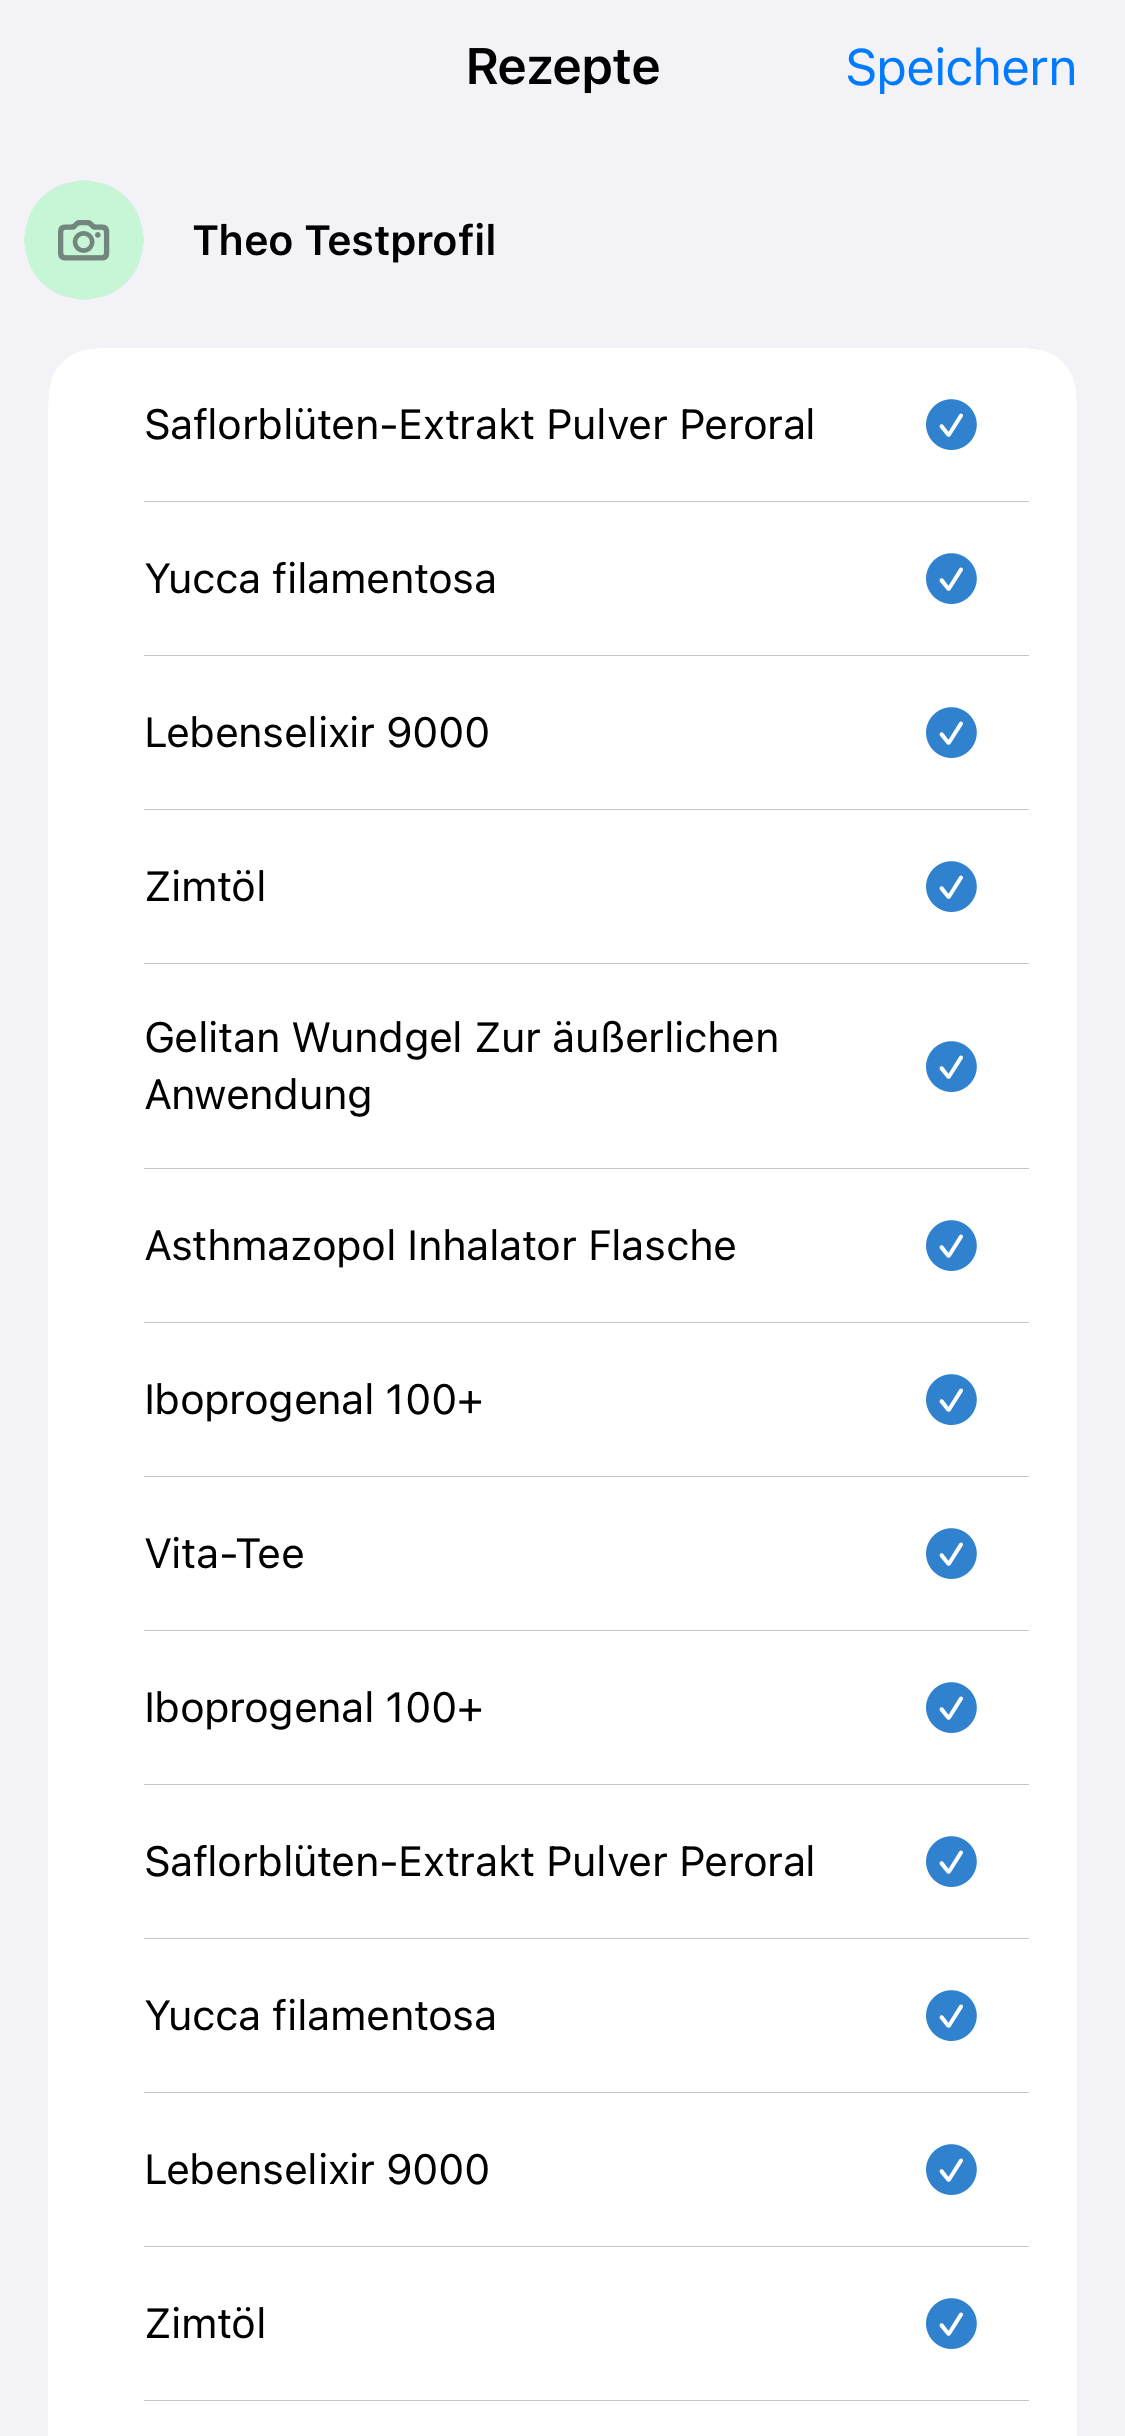 Rezepte
Speichern
Theo Testprofil
Saflorblüten-Extrakt Pulver Peroral
Yucca filamentosa
Lebenselixir 9000
Zimtöl
Gelitan Wundgel Zur äußerlichen
Anwendung
Asthmazopol Inhalator Flasche
Iboprogenal 100+
Vita-Tee
Iboprogenal 100+
Saflorblüten-Extrakt Pulver Peroral
Yucca filamentosa
Lebenselixir 9000
Zimtöl